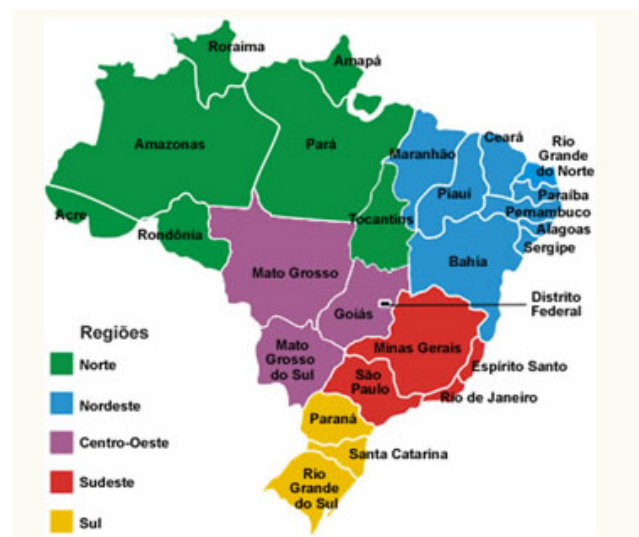 Roraima
Amapá
Amazonas
Pará
Maranhão
Ceará
Rio
Grande
do Norte
Piauí
Paraíba
Pernambuco
Alagoas
Sergipe
Acre
Rondônia
Tocantins
Bahia
Mato Grosso
Goiás
Distrito
Federal
Mato
Grosso
do Sul
Minas Gerais
Espírito Santo
São
Paulo
Rio de Janeiro
Paraná
Santa Catarina
Rio
Grande
do Sul
Regiões
Norte
Nordeste
Centro-Oeste
Sudeste
Sul